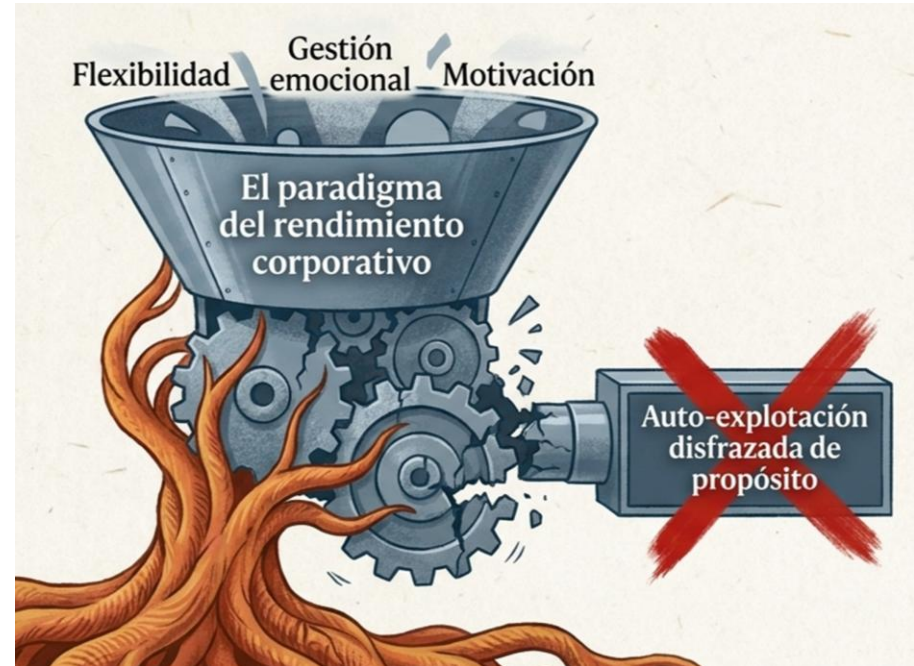 Flexibilidad
Gestión
emocional
Motivación
El paradigma
del rendimiento
corporativo
Auto-explotación
disfrazada de
propósito